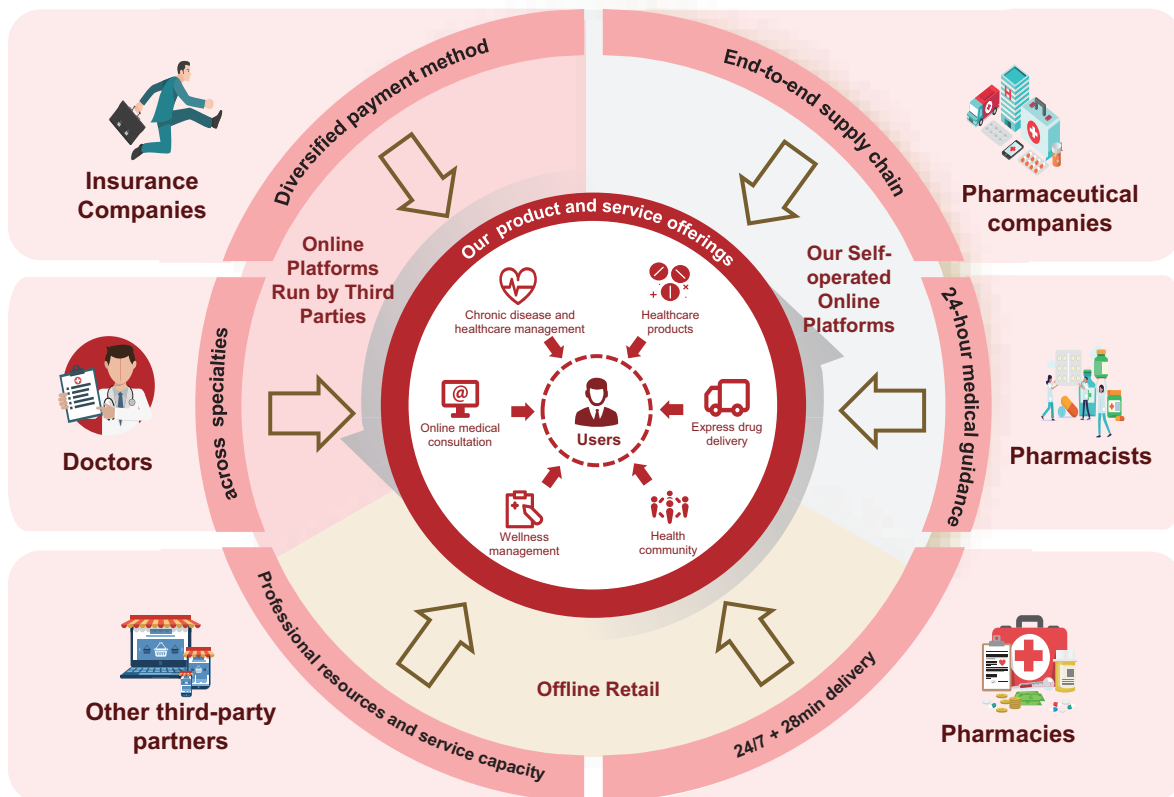 Diversified payment method
End-to-end supply chain
Insurance
Companies
Pharmaceutical
companies
Our product and service offerings
Online
Platforms
Run by Third
Parties
Our Self-
operated
Online
Platforms
Chronic disease and
healthcare management
Healthcare
products
across specialties
24-hour medical guidance
@
Online medical
consultation
Users
Express drug
delivery
Doctors
Pharmacists
Wellness
management
Health
community
H
Professional resources and service capacity
24/7 + 28min delivery
Offline Retail
Other third-party
partners
Pharmacies